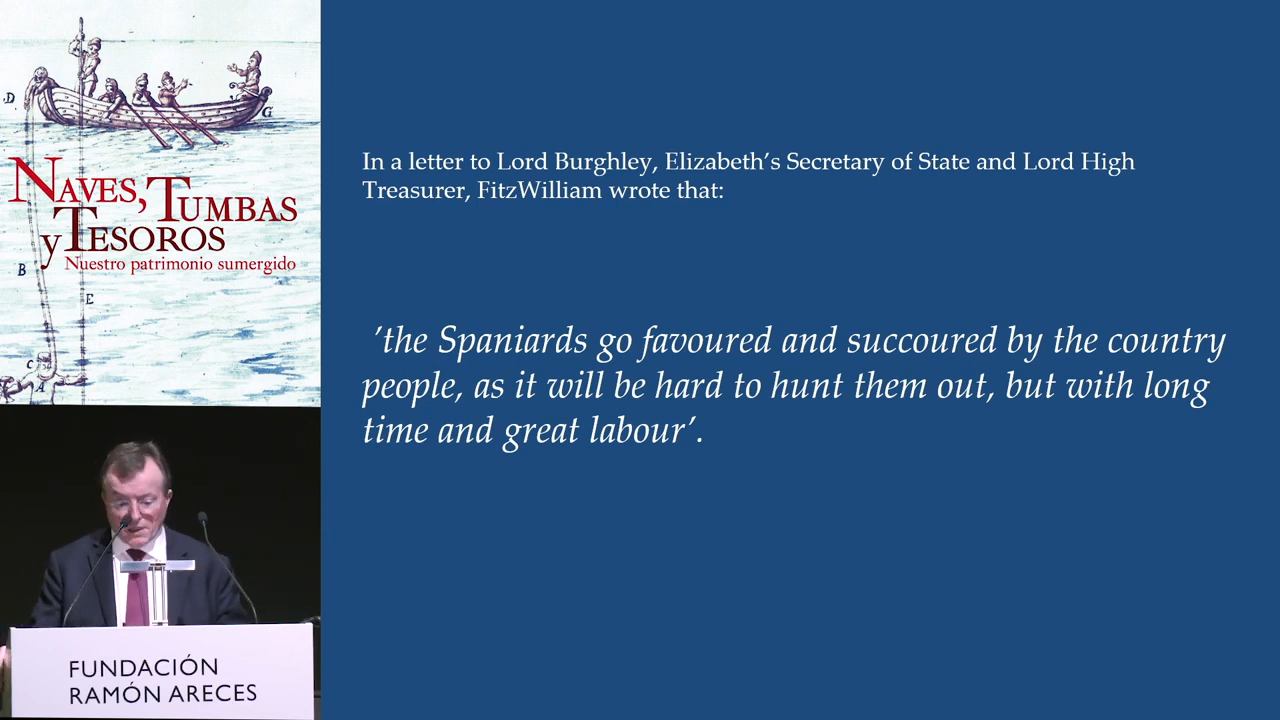 D
G
NAVES, TUMBAS
y TESOROS
Nuestro patrimonio sumergido
B
E
C
A
FUNDACIÓN
RAMÓN ARECES
In a letter to Lord Burghley, Elizabeth’s Secretary of State and Lord High
Treasurer, FitzWilliam wrote that:
’the Spaniards go favoured and succoured by the country
people, as it will be hard to hunt them out, but with long
time and great labour’.